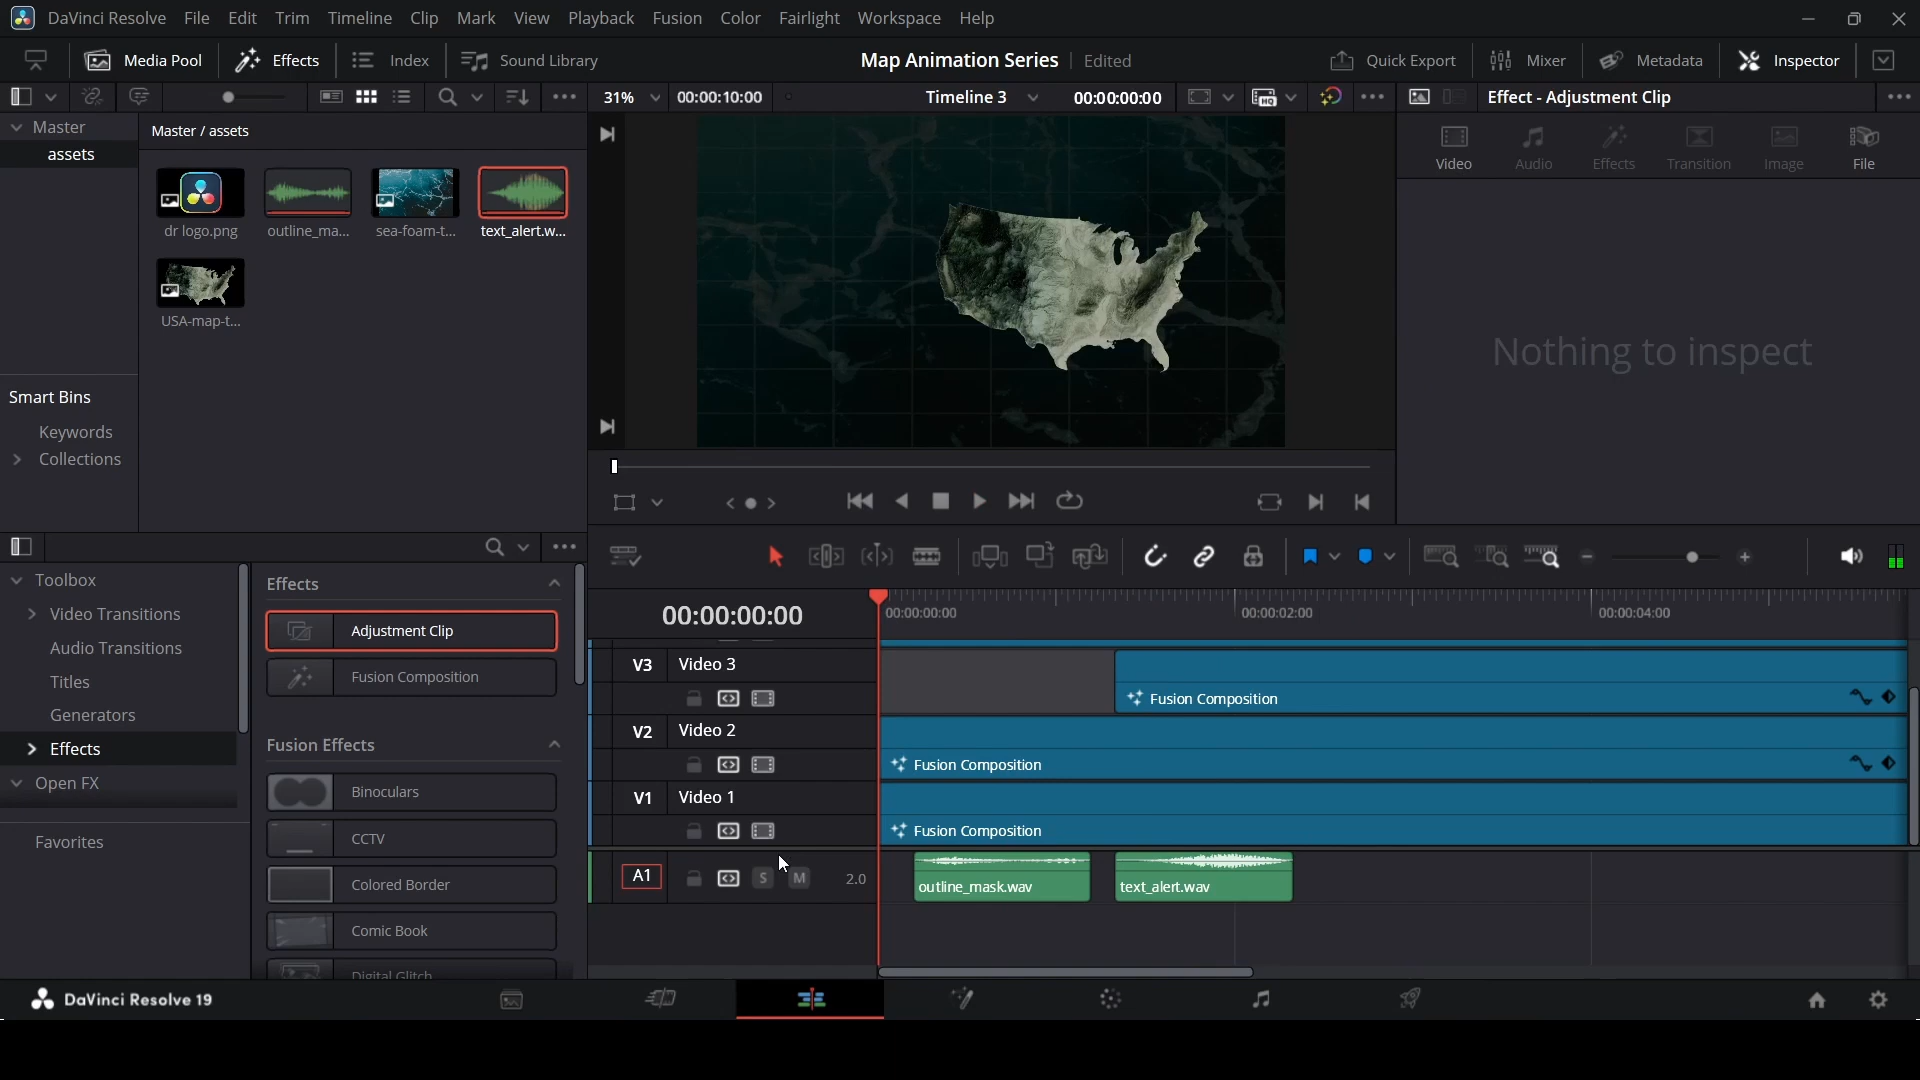 DaVinci Resolve File Edit Trim Timeline Clip Mark View Playback Fusion Color Fairlight Workspace Help
Media Pool Effects Index Sound Library Map Animation Series Edited Quick Export Mixer Metadata Inspector
31% 00:00:10:00 Timeline 3 00:00:00:00 HQ Effect - Adjustment Clip
Master
assets
Master / assets
Video Audio Effects Transition Image File
dr logo.png outline_ma... sea-foam-t... text_alert.w...
USA-map-t...
Nothing to inspect
Smart Bins
Keywords
Collections
Toolbox
Video Transitions
Audio Transitions
Titles
Generators
Effects
Open FX
Favorites
Effects
Adjustment Clip
Fusion Composition
Fusion Effects
Binoculars
CCTV
Colored Border
Comic Book
Digital Glitch
00:00:00:00 00:00:00:00 00:00:02:00 00:00:04:00
V3 Video 3
Fusion Composition
V2 Video 2
Fusion Composition
V1 Video 1
Fusion Composition
A1 S M 2.0 outline_mask.wav text_alert.wav
DaVinci Resolve 19